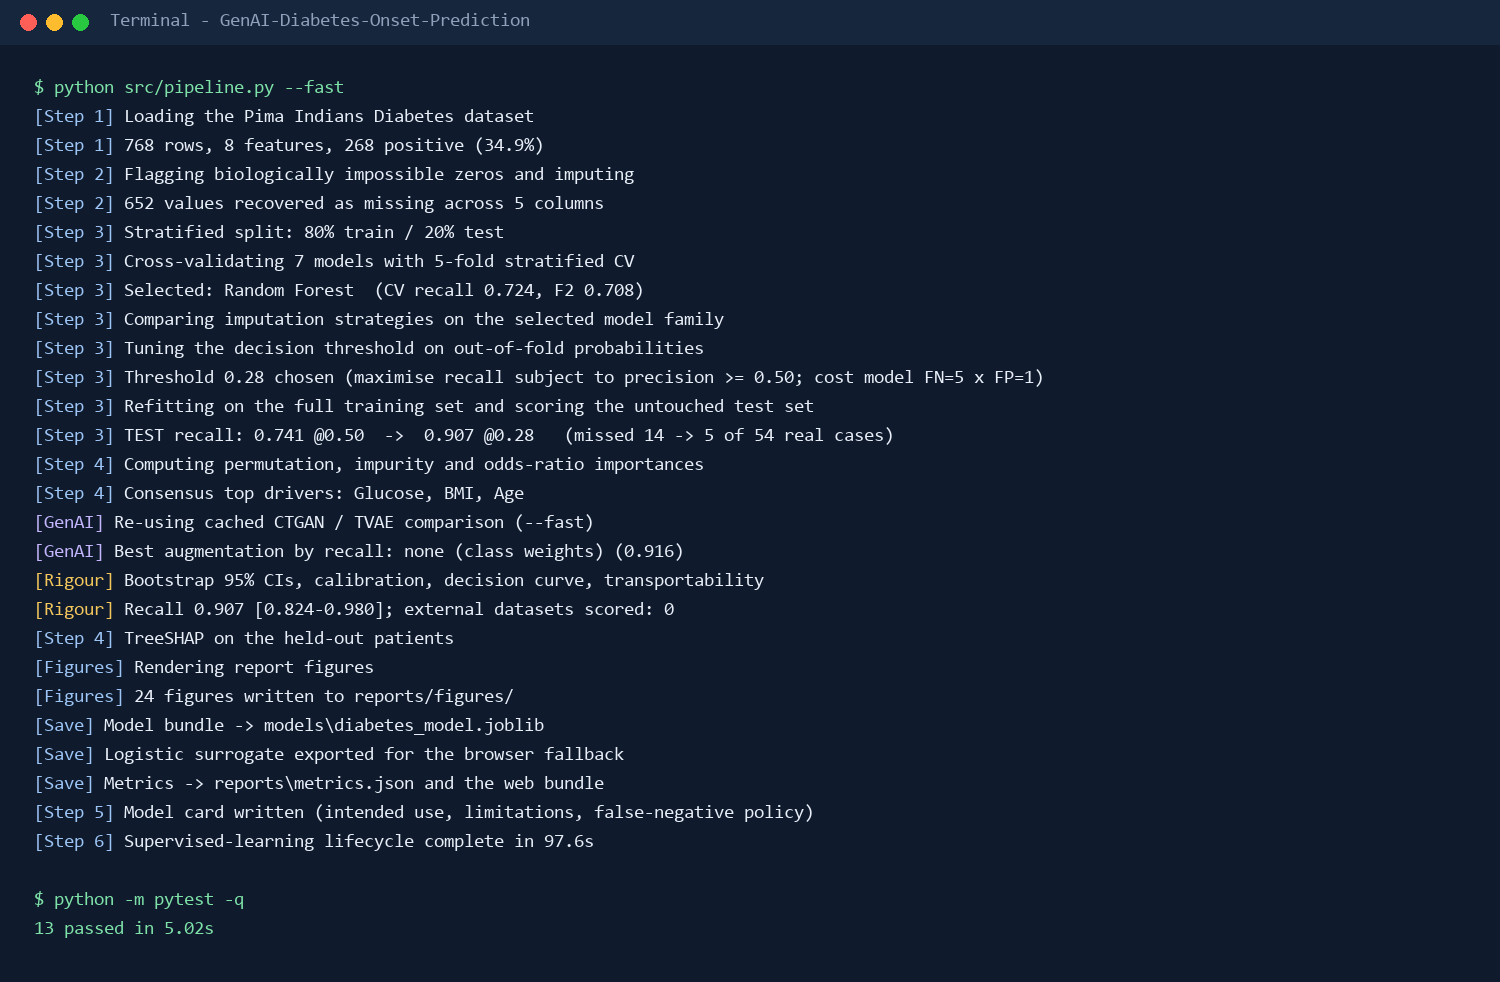 Terminal - GenAI-Diabetes-Onset-Prediction
$ python src/pipeline.py --fast
[Step 1] Loading the Pima Indians Diabetes dataset
[Step 1] 768 rows, 8 features, 268 positive (34.9%)
[Step 2] Flagging biologically impossible zeros and imputing
[Step 2] 652 values recovered as missing across 5 columns
[Step 3] Stratified split: 80% train / 20% test
[Step 3] Cross-validating 7 models with 5-fold stratified CV
[Step 3] Selected: Random Forest  (CV recall 0.724, F2 0.708)
[Step 3] Comparing imputation strategies on the selected model family
[Step 3] Tuning the decision threshold on out-of-fold probabilities
[Step 3] Threshold 0.28 chosen (maximise recall subject to precision >= 0.50; cost model FN=5 x FP=1)
[Step 3] Refitting on the full training set and scoring the untouched test set
[Step 3] TEST recall: 0.741 @0.50  ->  0.907 @0.28   (missed 14 -> 5 of 54 real cases)
[Step 4] Computing permutation, impurity and odds-ratio importances
[Step 4] Consensus top drivers: Glucose, BMI, Age
[GenAI] Re-using cached CTGAN / TVAE comparison (--fast)
[GenAI] Best augmentation by recall: none (class weights) (0.916)
[Rigour] Bootstrap 95% CIs, calibration, decision curve, transportability
[Rigour] Recall 0.907 [0.824-0.980]; external datasets scored: 0
[Step 4] TreeSHAP on the held-out patients
[Figures] Rendering report figures
[Figures] 24 figures written to reports/figures/
[Save] Model bundle -> models\diabetes_model.joblib
[Save] Logistic surrogate exported for the browser fallback
[Save] Metrics -> reports\metrics.json and the web bundle
[Step 5] Model card written (intended use, limitations, false-negative policy)
[Step 6] Supervised-learning lifecycle complete in 97.6s
$ python -m pytest -q
13 passed in 5.02s